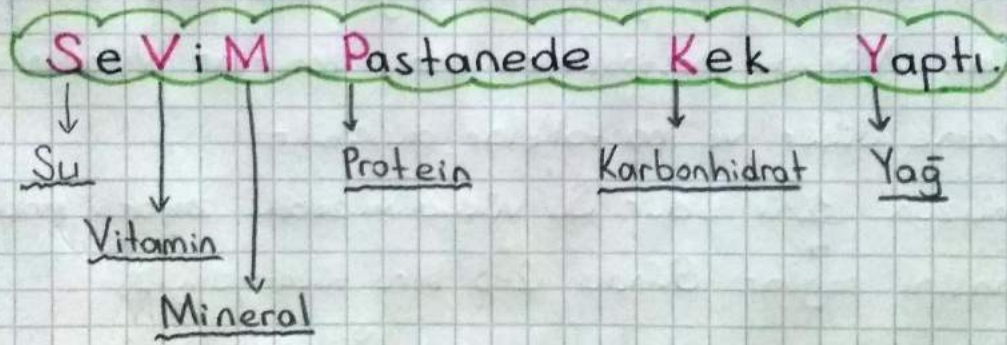 SeViM Pastanede Kek Yaptı.
Su Protein Karbonhidrat Yağ
Vitamin
Mineral